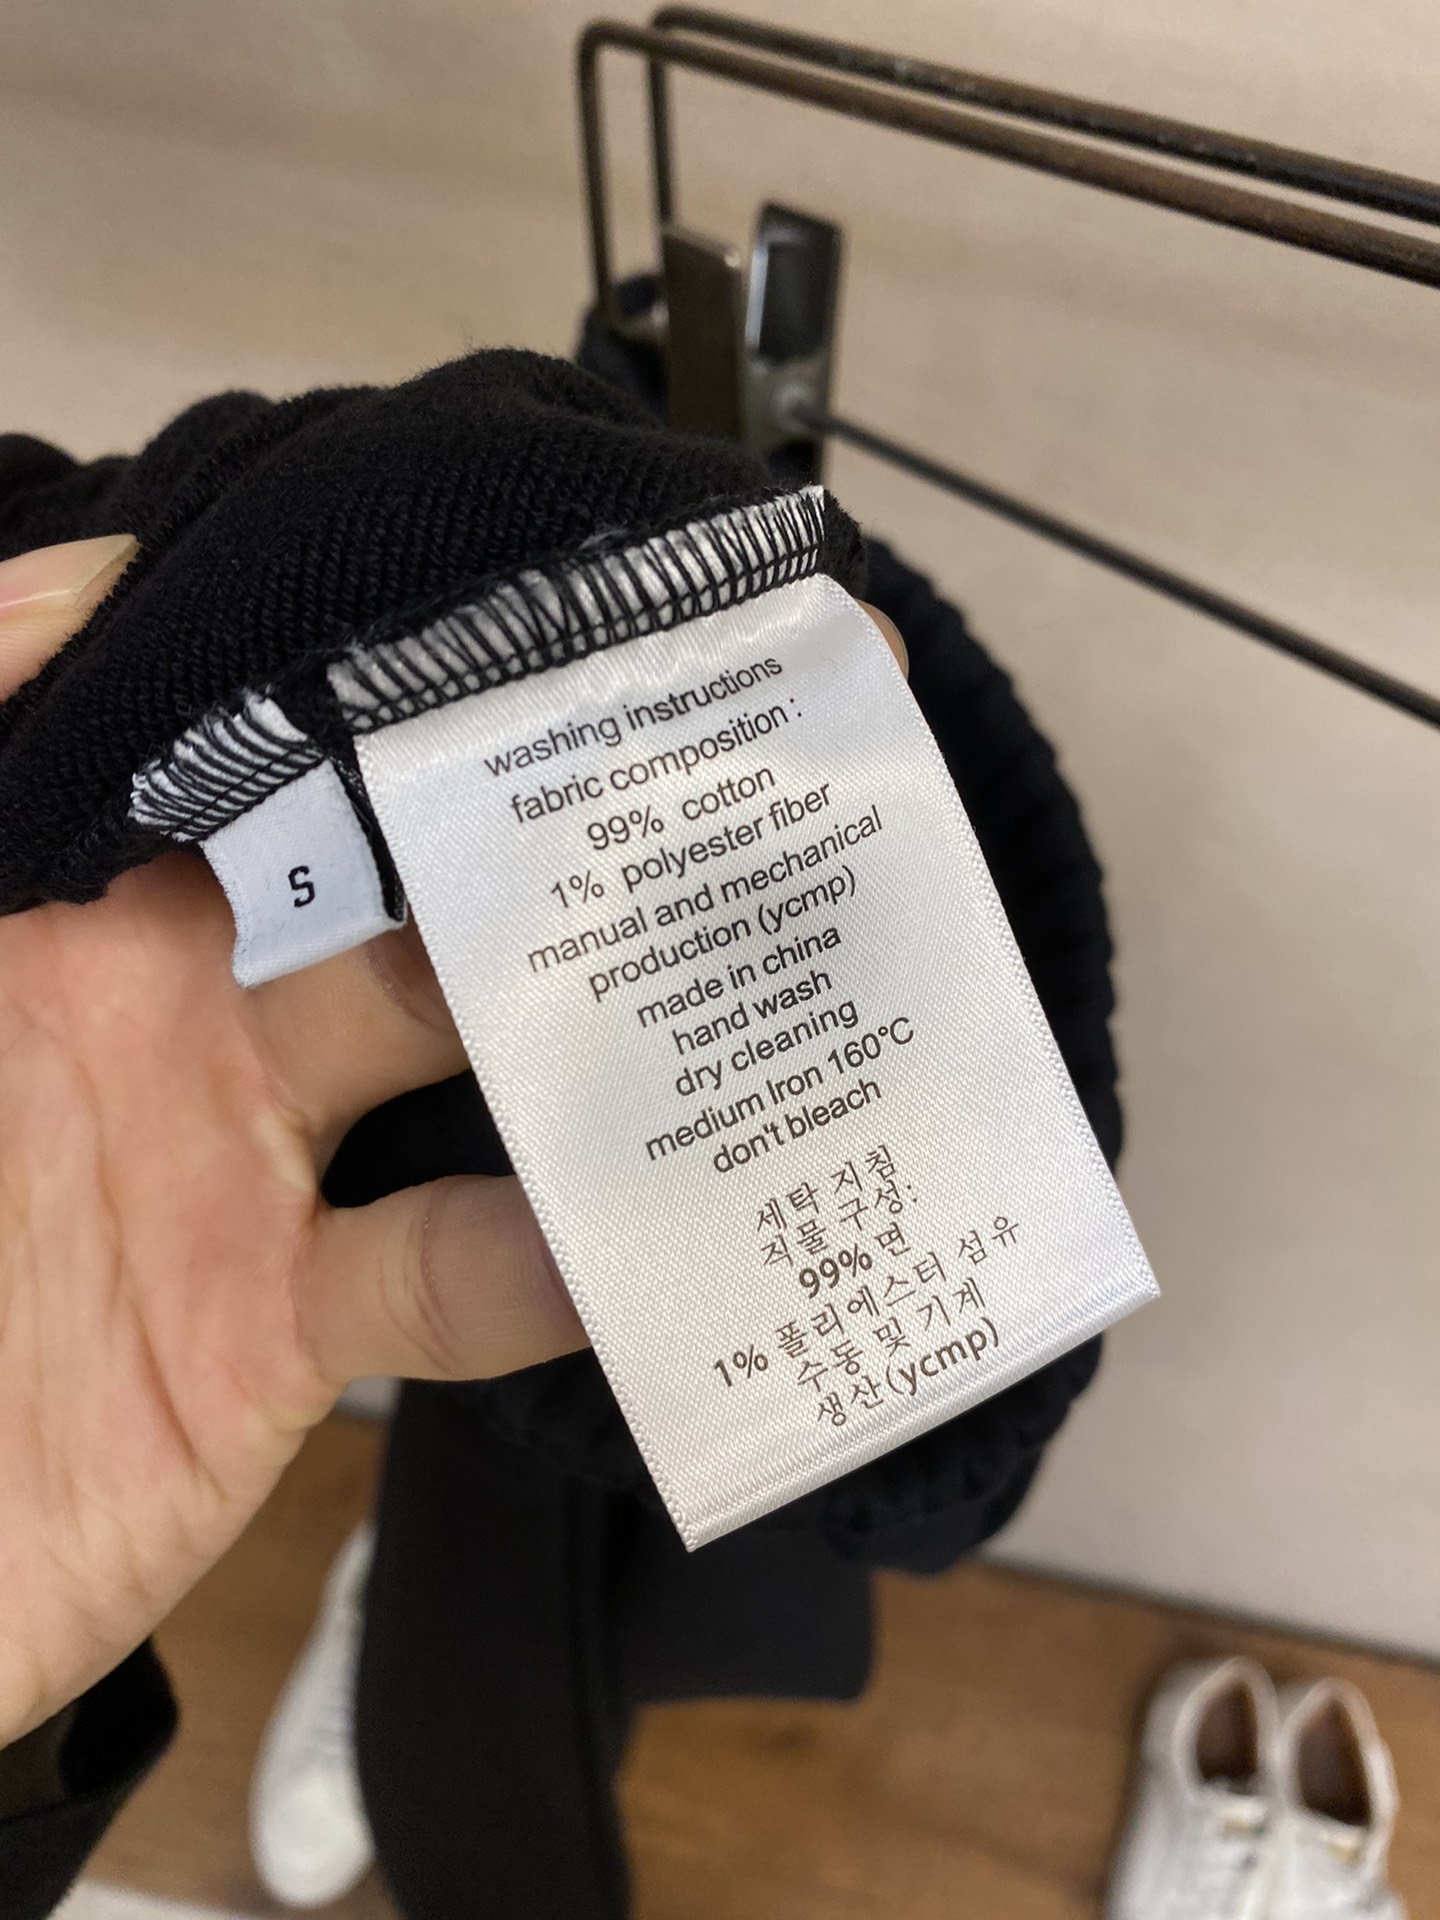 S
washing instructions
fabric composition :
99% cotton
1% polyester fiber
manual and mechanical
production (ycmp)
made in china
hand wash
dry cleaning
medium Iron 160°C
don't bleach
세탁 지침
직물 구성:
99% 면
1% 폴리에스터 섬유
수동 및 기계
생산(ycmp)